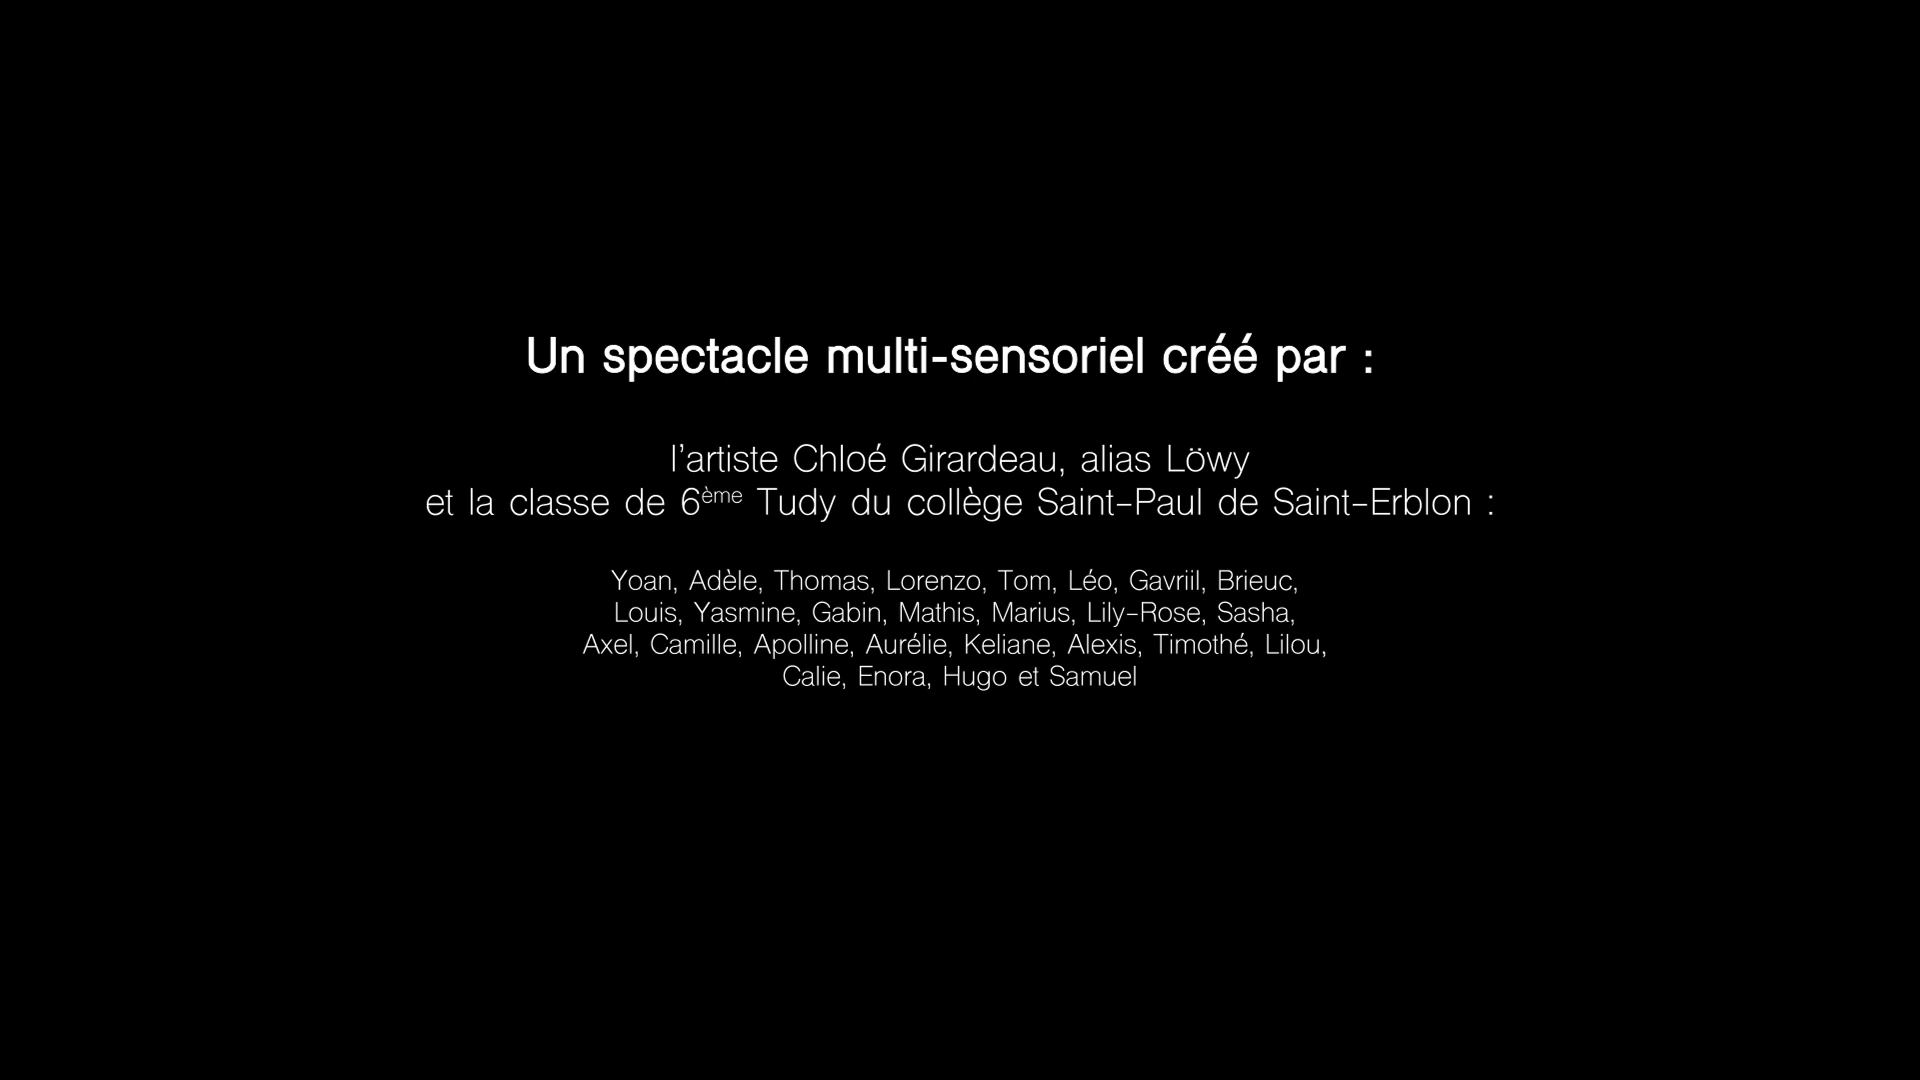 Un spectacle multi-sensoriel créé par :
l'artiste Chloé Girardeau, alias Löwy
et la classe de 6ème Tudy du collège Saint-Paul de Saint-Erblon :
Yoan, Adèle, Thomas, Lorenzo, Tom, Léo, Gavriil, Brieuc,
Louis, Yasmine, Gabin, Mathis, Marius, Lily-Rose, Sasha,
Axel, Camille, Apolline, Aurélie, Keliane, Alexis, Timothé, Lilou,
Calie, Enora, Hugo et Samuel